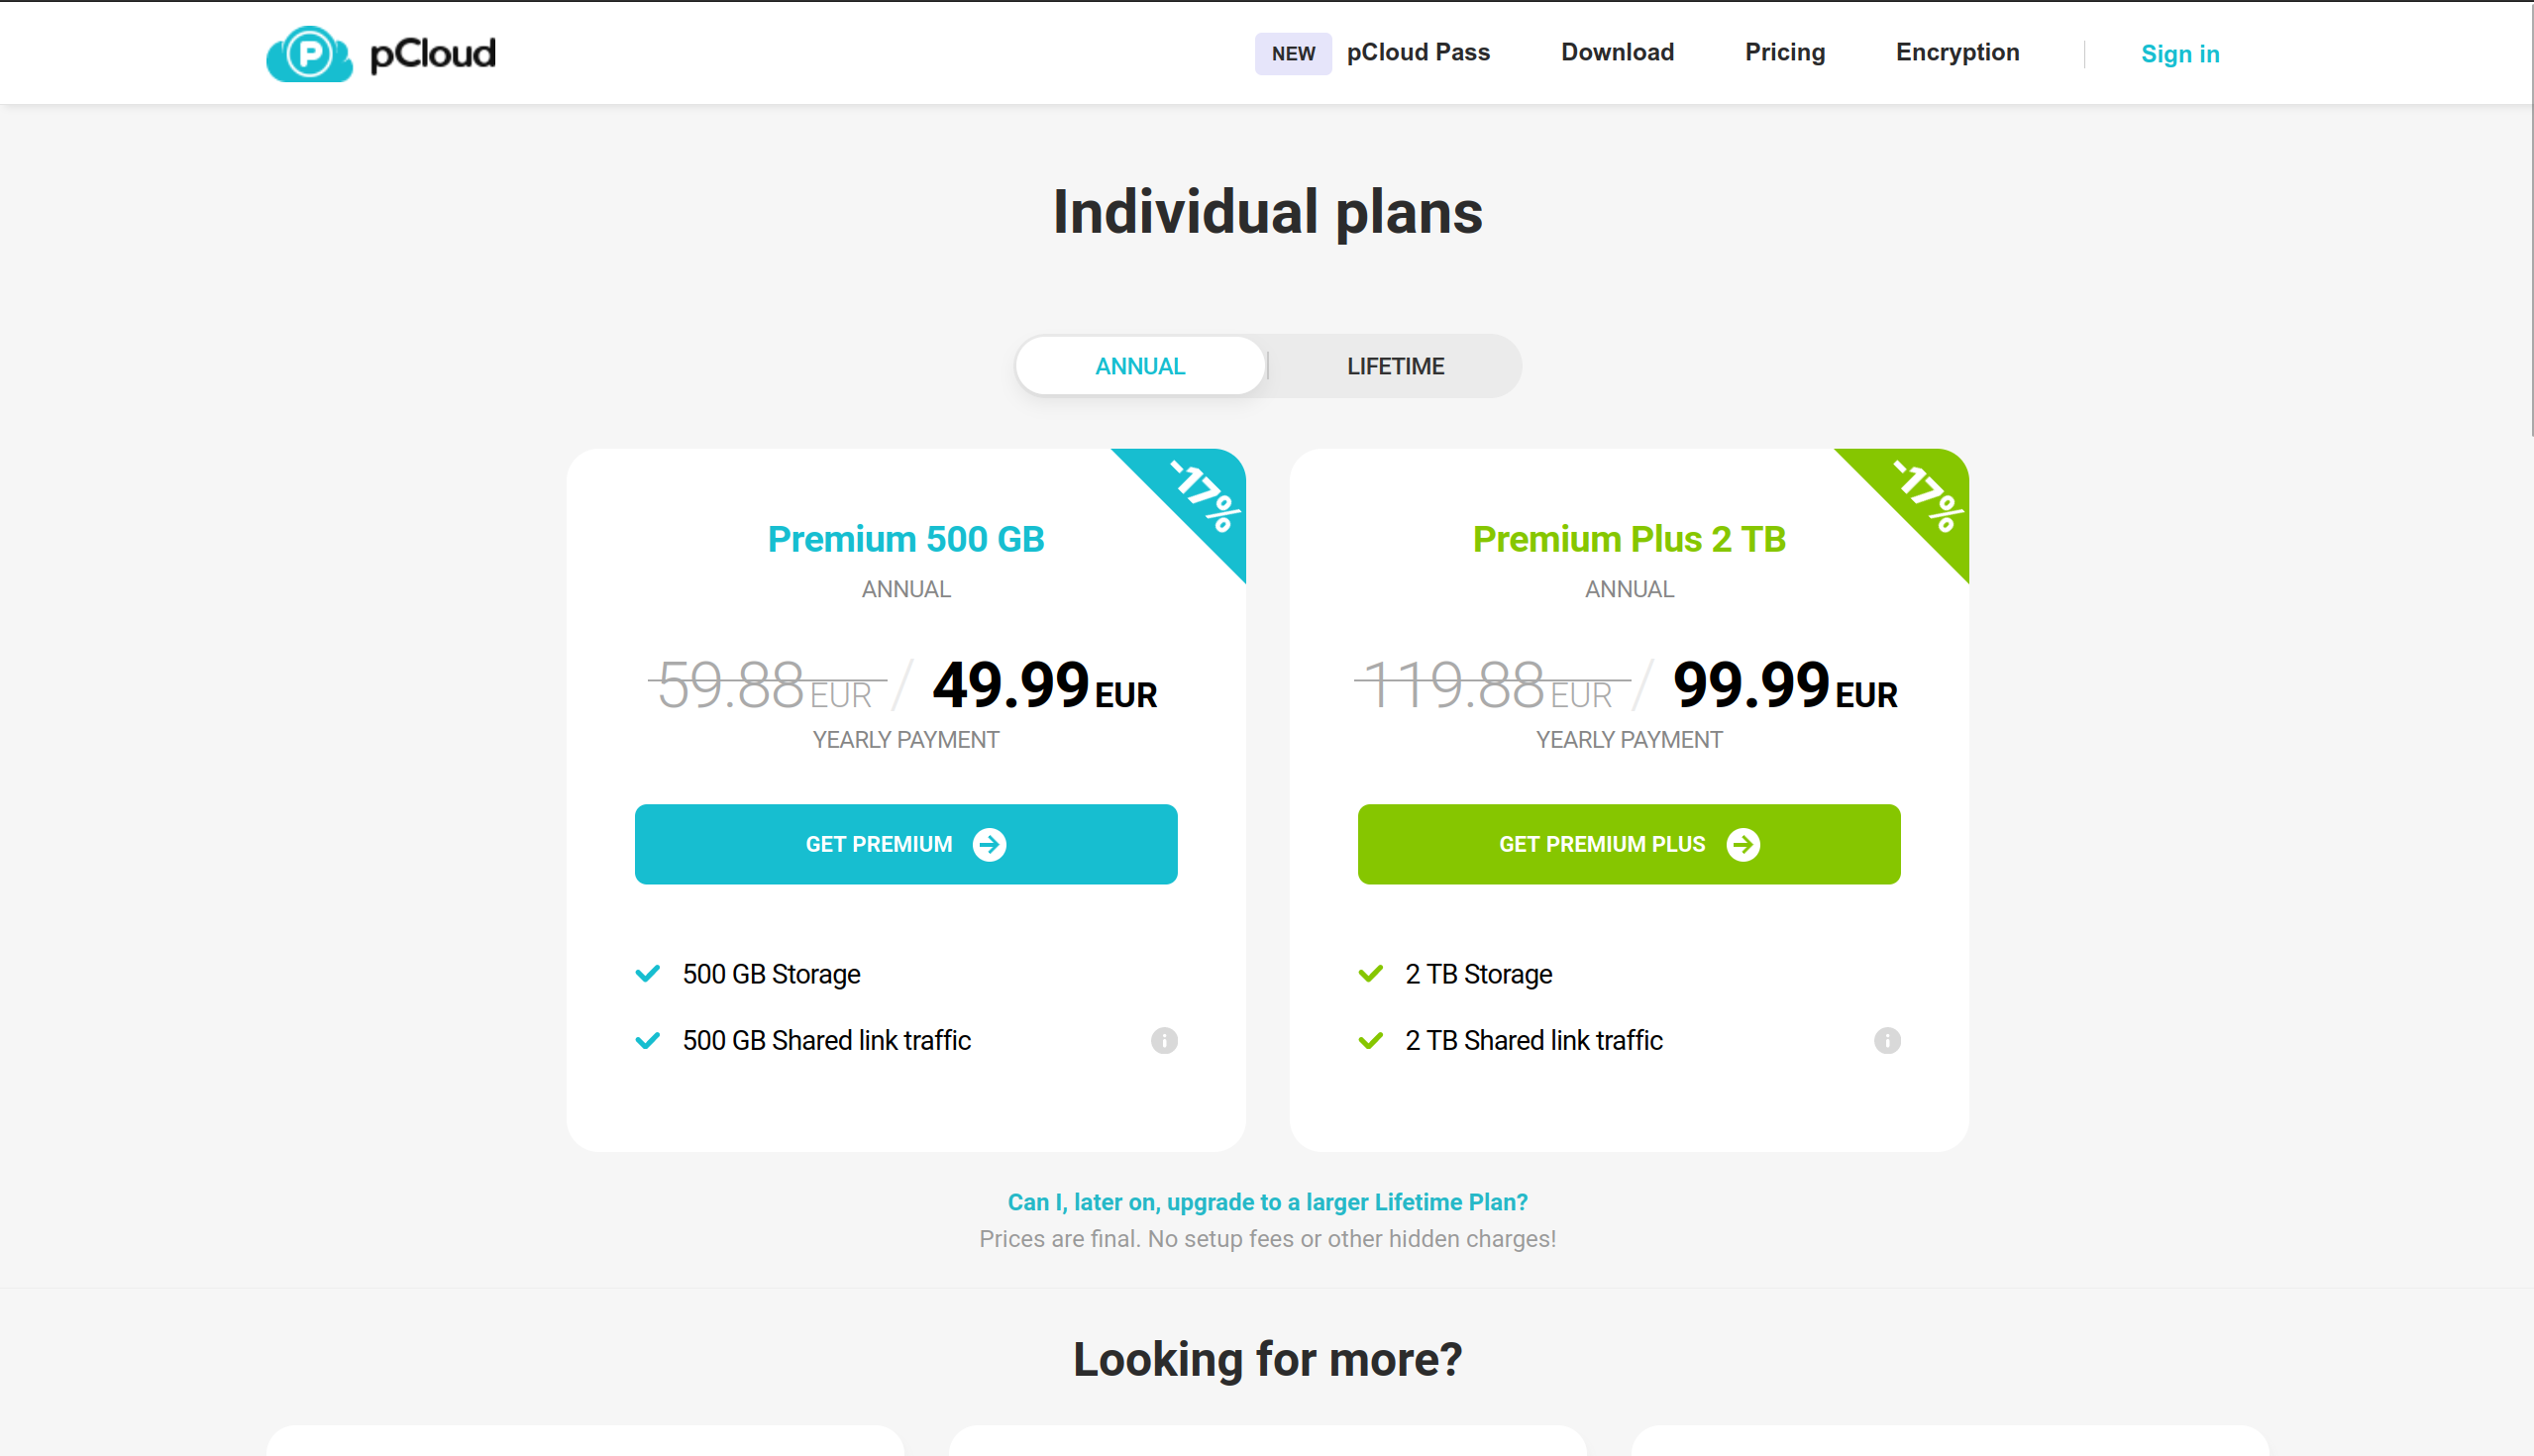 pCloud
NEW pCloud Pass Download Pricing Encryption Sign in
Individual plans
ANNUAL LIFETIME
-17%
Premium 500 GB
ANNUAL
59.88 EUR / 49.99 EUR
YEARLY PAYMENT
GET PREMIUM
500 GB Storage
500 GB Shared link traffic
-17%
Premium Plus 2 TB
ANNUAL
119.88 EUR / 99.99 EUR
YEARLY PAYMENT
GET PREMIUM PLUS
2 TB Storage
2 TB Shared link traffic
Can I, later on, upgrade to a larger Lifetime Plan?
Prices are final. No setup fees or other hidden charges!
Looking for more?